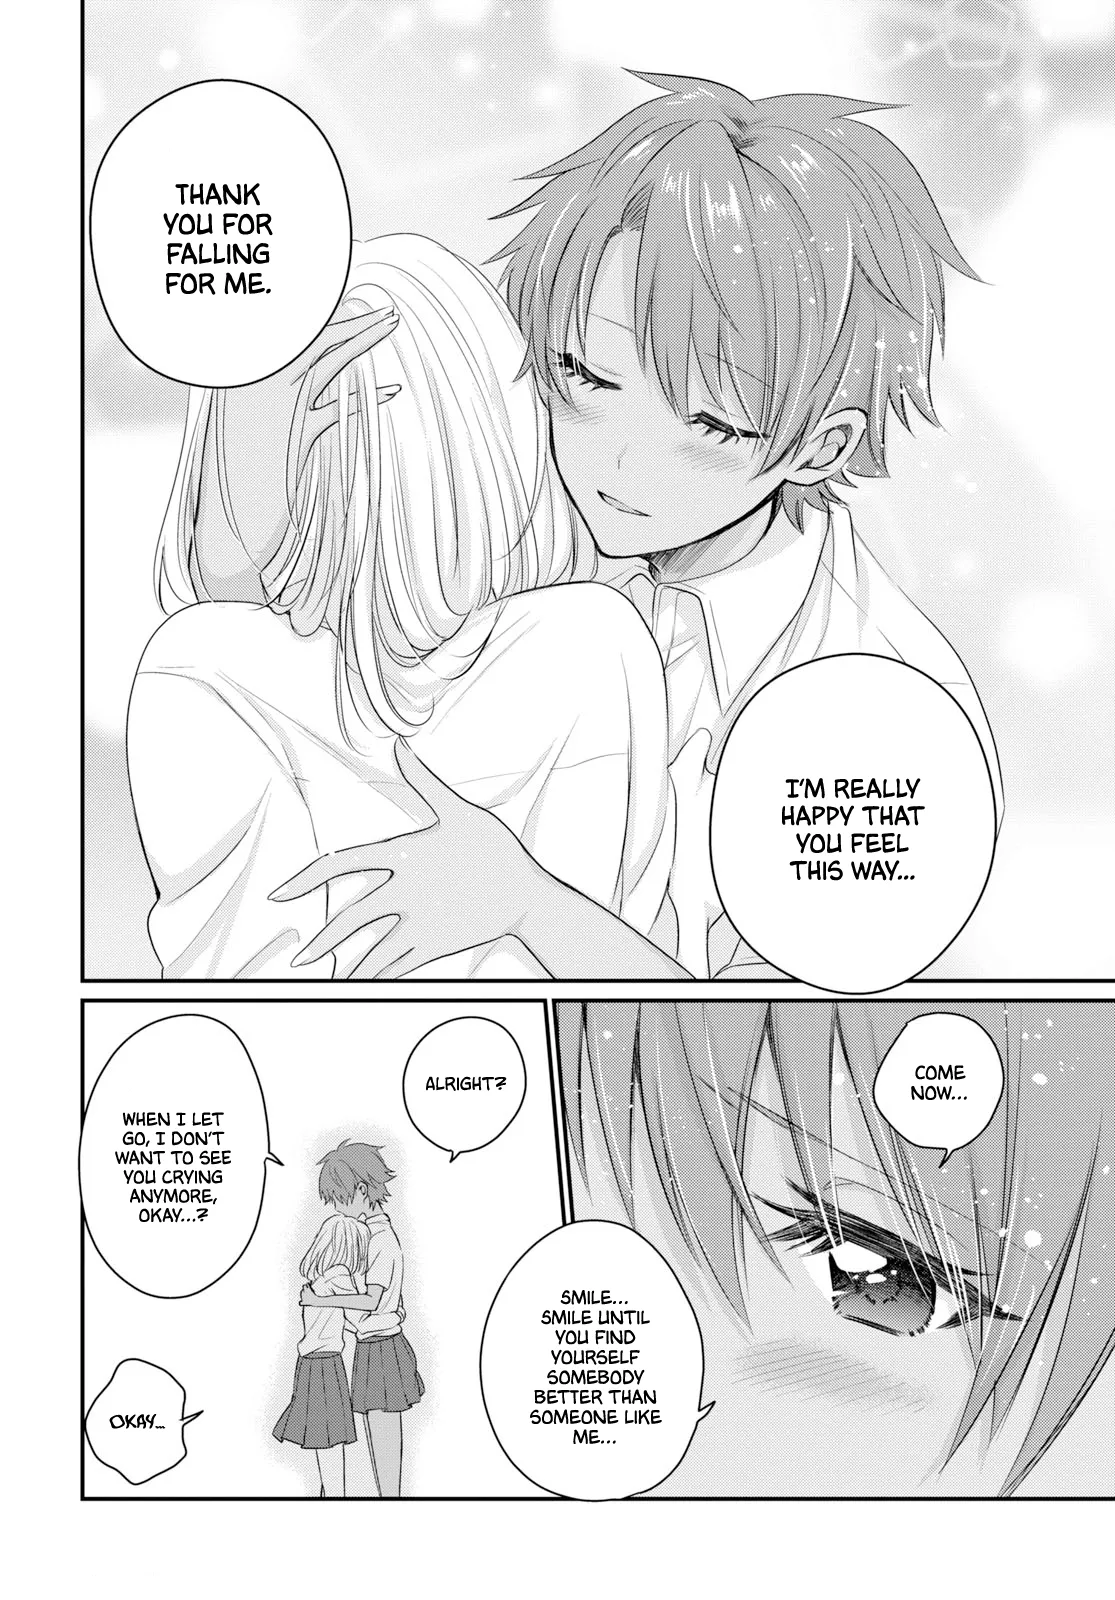 I'M REALLY
HAPPY THAT
YOU FEEL
THIS WAY...
THANK
YOU FOR
FALLING
FOR ME.
COME
NOW...
SMILE...
SMILE UNTIL
YOU FIND
YOURSELF
SOMEBODY
BETTER THAN
SOMEONE LIKE
ME...
ALRIGHT?
WHEN I LET
GO, I DON'T
WANT TO SEE
YOU CRYING
ANYMORE,
OKAY...?
OKAY...